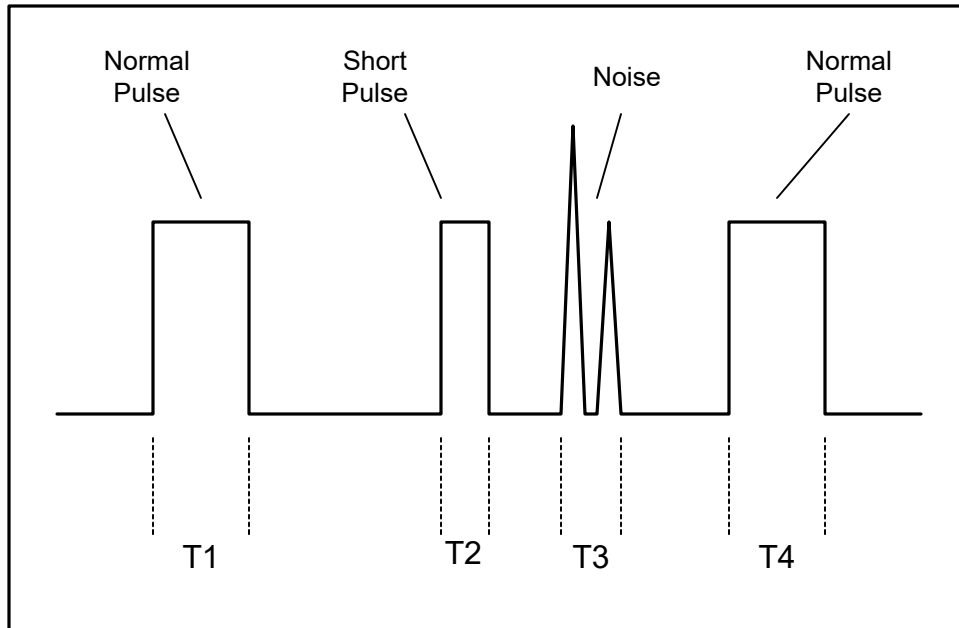 Normal
Pulse
Short
Pulse
Noise
Normal
Pulse
T1
T2
T3
T4